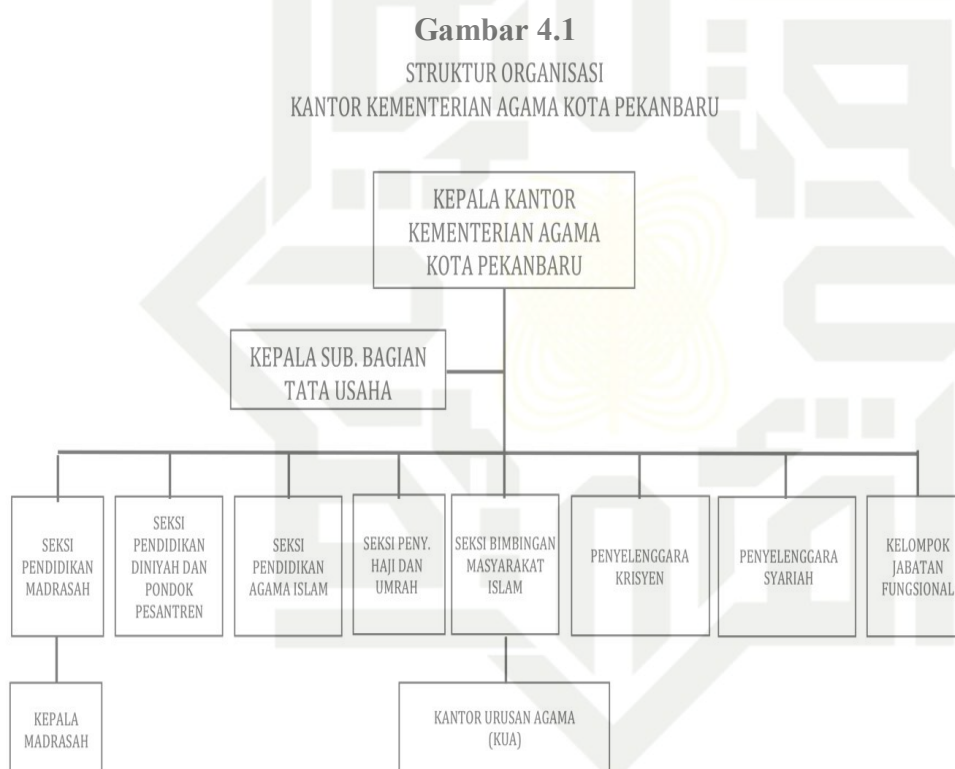 Gambar 4.1
STRUKTUR ORGANISASI
KANTOR KEMENTERIAN AGAMA KOTA PEKANBARU
KEPALA KANTOR
KEMENTERIAN AGAMA
KOTA PEKANBARU
KEPALA SUB. BAGIAN
TATA USAHA
SEKSI
PENDIDIKAN
MADRASAH
SEKSI
PENDIDIKAN
DINIYAH DAN
PONDOK
PESANTREN
SEKSI
PENDIDIKAN
AGAMA ISLAM
SEKSI PENY.
HAJI DAN
UMRAH
SEKSI BIMBINGAN
MASYARAKAT
ISLAM
PENYELENGGARA
KRISYEN
PENYELENGGARA
SYARIAH
KELOMPOK
JABATAN
FUNGSIONAL
KEPALA
MADRASAH
KANTOR URUSAN AGAMA
(KUA)